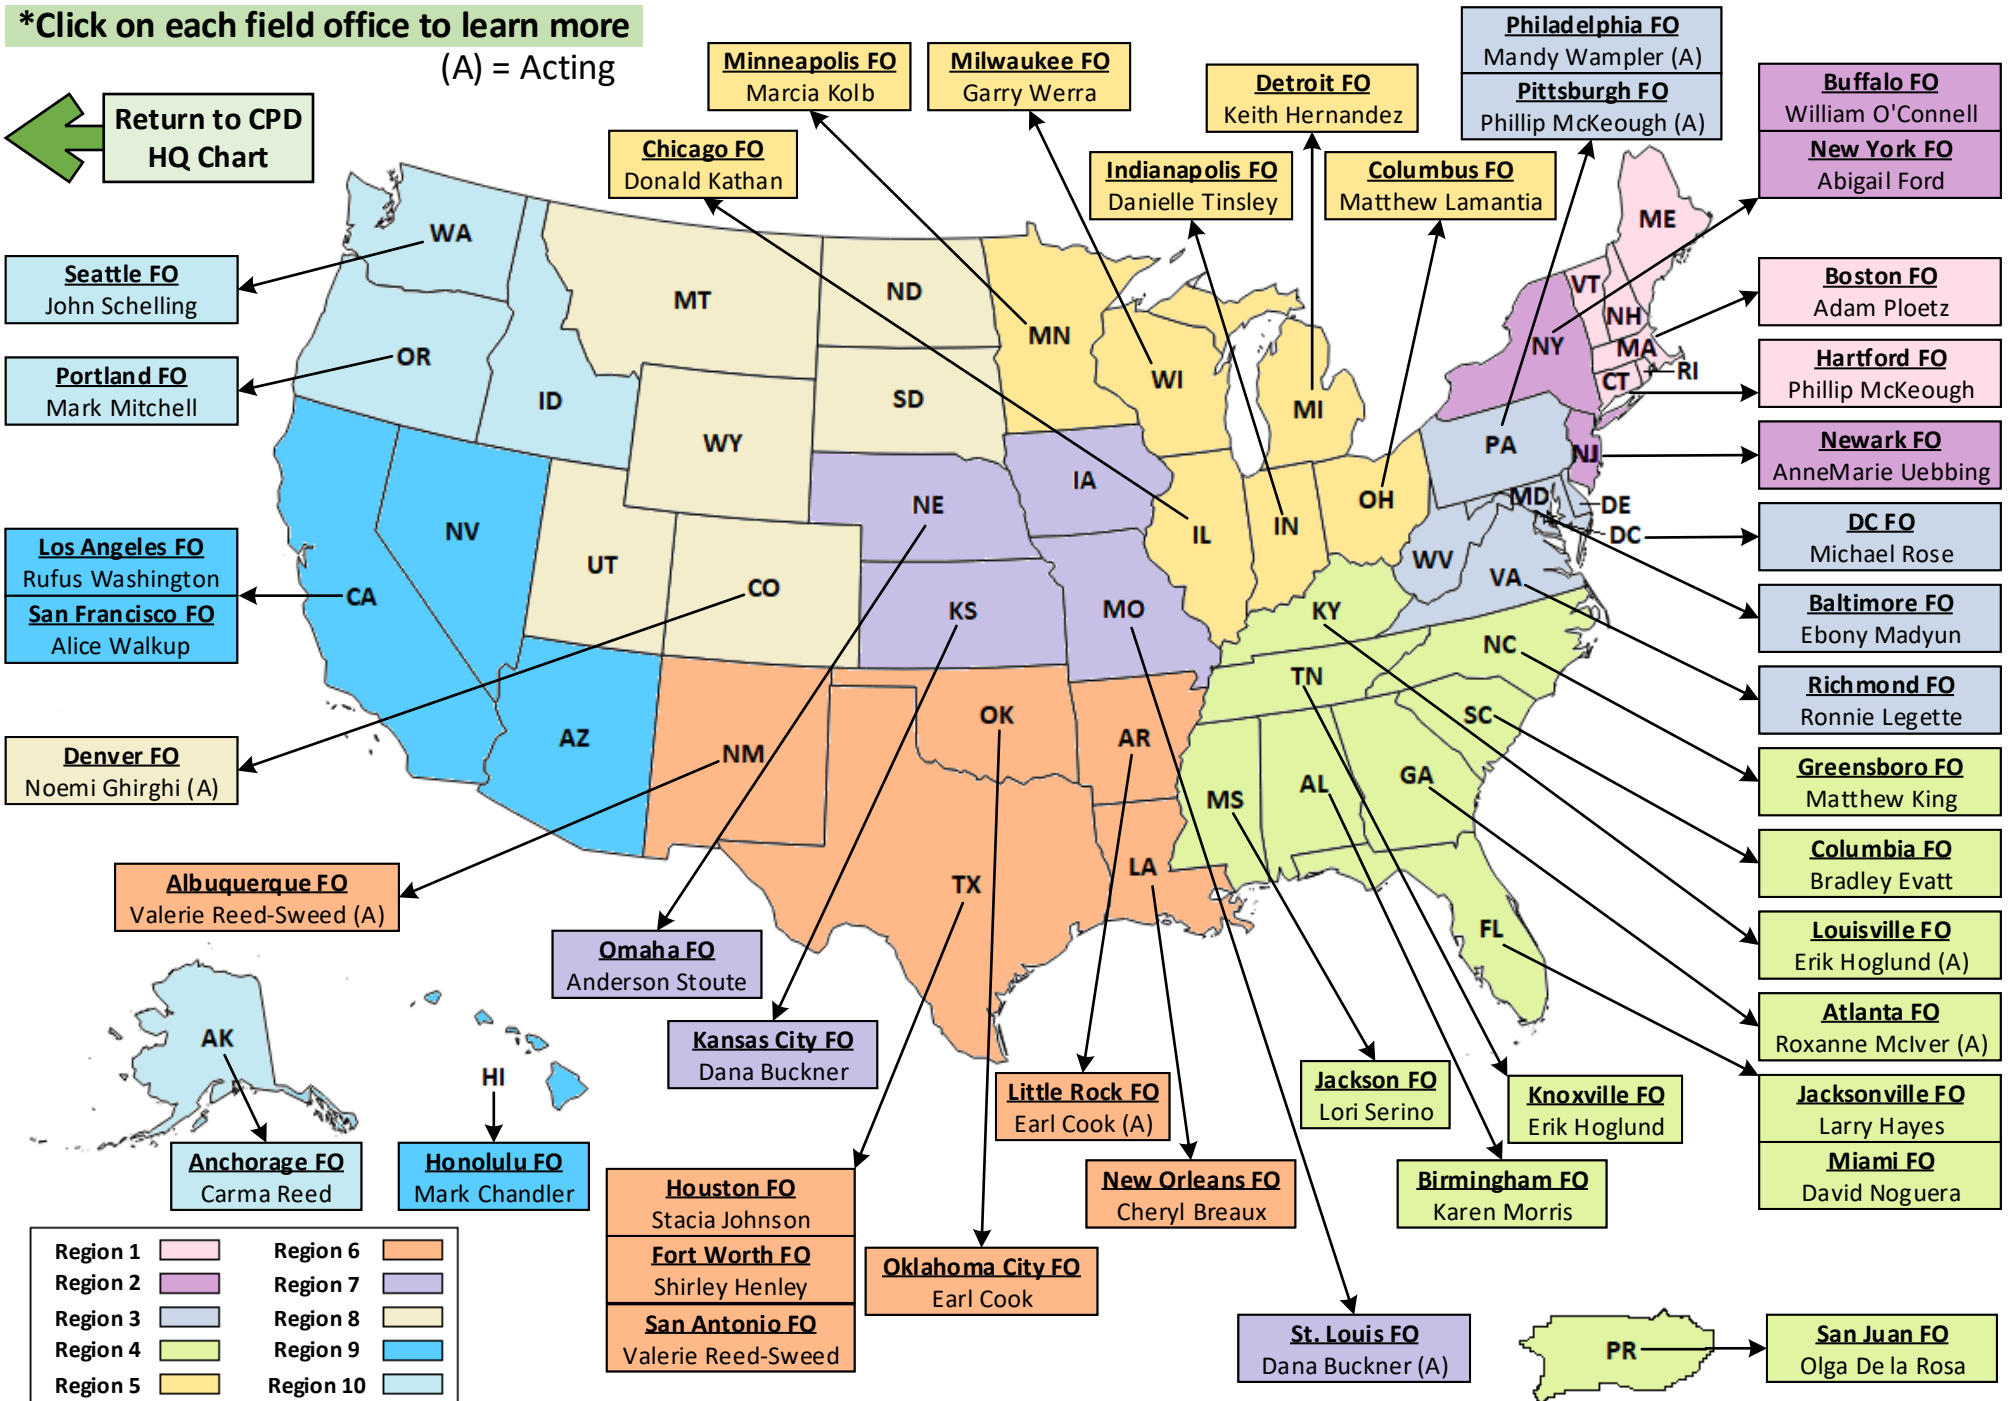 *Click on each field office to learn more
(A) = Acting
Return to CPD
HQ Chart
Minneapolis FO
Marcia Kolb
Milwaukee FO
Garry Werra
Detroit FO
Keith Hernandez
Philadelphia FO
Mandy Wampler (A)
Pittsburgh FO
Phillip McKeough (A)
Buffalo FO
William O'Connell
New York FO
Abigail Ford
Chicago FO
Donald Kathan
Indianapolis FO
Danielle Tinsley
Columbus FO
Matthew Lamantia
Seattle FO
John Schelling
Portland FO
Mark Mitchell
Los Angeles FO
Rufus Washington
San Francisco FO
Alice Walkup
Denver FO
Noemi Ghirghi (A)
Albuquerque FO
Valerie Reed-Sweed (A)
WA
OR
ID
MT
ND
SD
WY
NV
CA
UT
CO
AZ
NM
NE
KS
IA
MO
MN
WI
MI
IL
IN
OH
OK
AR
TX
LA
KY
TN
MS
AL
GA
SC
NC
FL
WV
VA
PA
MD
DE
DC
NJ
NY
CT
RI
MA
NH
VT
ME
Boston FO
Adam Ploetz
Hartford FO
Phillip McKeough
Newark FO
AnneMarie Uebbing
DC FO
Michael Rose
Baltimore FO
Ebony Madyun
Richmond FO
Ronnie Legette
Greensboro FO
Matthew King
Columbia FO
Bradley Evatt
Louisville FO
Erik Hoglund (A)
Atlanta FO
Roxanne McIver (A)
Jacksonville FO
Larry Hayes
Miami FO
David Noguera
Omaha FO
Anderson Stoute
Kansas City FO
Dana Buckner
Little Rock FO
Earl Cook (A)
Jackson FO
Lori Serino
Knoxville FO
Erik Hoglund
New Orleans FO
Cheryl Breaux
Birmingham FO
Karen Morris
AK
HI
Anchorage FO
Carma Reed
Honolulu FO
Mark Chandler
Houston FO
Stacia Johnson
Fort Worth FO
Shirley Henley
San Antonio FO
Valerie Reed-Sweed
Oklahoma City FO
Earl Cook
St. Louis FO
Dana Buckner (A)
PR
San Juan FO
Olga De la Rosa
Region 1
Region 2
Region 3
Region 4
Region 5
Region 6
Region 7
Region 8
Region 9
Region 10